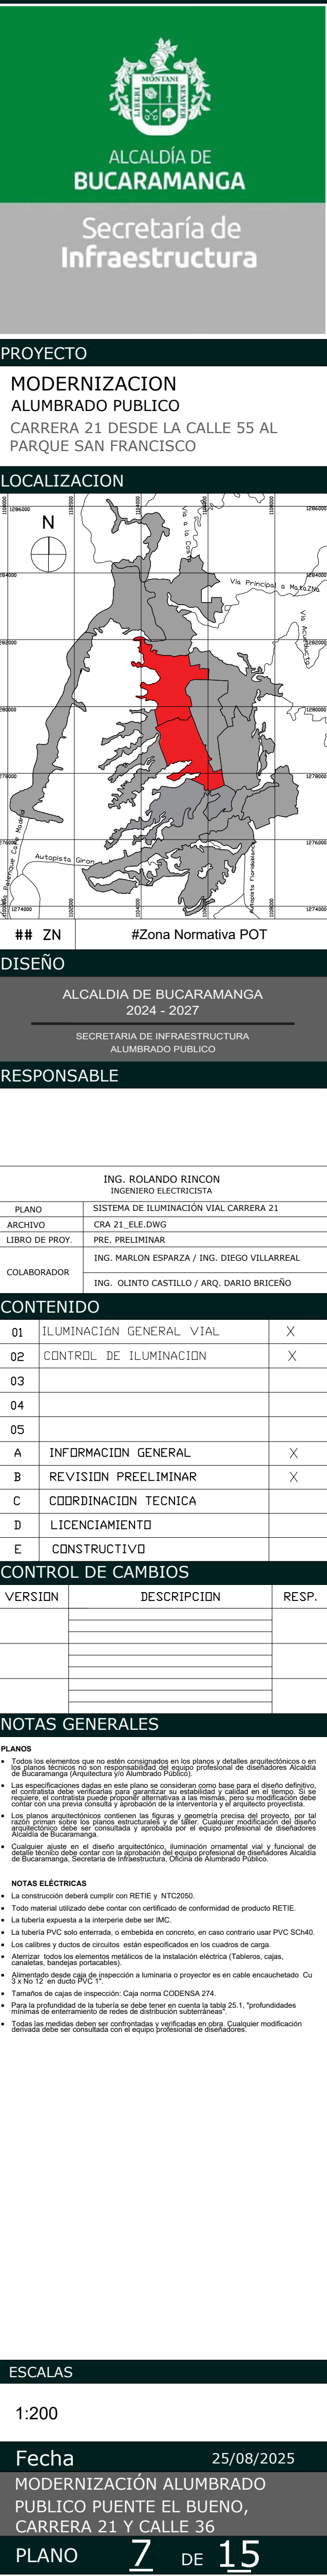 MONTANI
LIBERI
SEMPER
ALCALDÍA DE
BUCARAMANGA
Secretaría de
Infraestructura
PROYECTO
MODERNIZACION
ALUMBRADO PUBLICO
CARRERA 21 DESDE LA CALLE 55 AL
PARQUE SAN FRANCISCO
LOCALIZACION
N
1286000
1286000
Via a la Costa
Via Principal a MataZNa
Via Acueducto
1284000
1282000
1280000
1280000
1278000
1278000
1276000
Autopista Giron
Via Palenque Cafe Madrid
Autopista Floridablanca
1274000
1274000
## ZN
#Zona Normativa POT
DISEÑO
ALCALDIA DE BUCARAMANGA
2024 - 2027
SECRETARIA DE INFRAESTRUCTURA
ALUMBRADO PUBLICO
RESPONSABLE
ING. ROLANDO RINCON
INGENIERO ELECTRICISTA
PLANO SISTEMA DE ILUMINACIÓN VIAL CARRERA 21
ARCHIVO CRA 21_ELE.DWG
LIBRO DE PROY. PRE. PRELIMINAR
COLABORADOR
ING. MARLON ESPARZA / ING. DIEGO VILLARREAL
ING. OLINTO CASTILLO / ARQ. DARIO BRICEÑO
CONTENIDO
01 ILUMINACIóN GENERAL VIAL X
02 CONTROL DE ILUMINACION X
03
04
05
A INFORMACION GENERAL X
B REVISION PREELIMINAR X
C COORDINACION TECNICA
D LICENCIAMIENTO
E CONSTRUCTIVO
CONTROL DE CAMBIOS
VERSION DESCRIPCION RESP.
NOTAS GENERALES
PLANOS
• Todos los elementos que no estén consignados en los planos y detalles arquitectónicos o en
los planos técnicos no son responsabilidad del equipo profesional de diseñadores Alcaldía
de Bucaramanga (Arquitectura y/o Alumbrado Público).
• Las especificaciones dadas en este plano se consideran como base para el diseño definitivo,
el contratista debe verificarlas para garantizar su estabilidad y calidad en el tiempo. Si se
requiere, el contratista puede proponer alternativas a las mismas, pero su modificación debe
contar con una previa consulta y aprobación de la interventoría y el arquitecto proyectista.
• Los planos arquitectónicos contienen las figuras y geometría precisa del proyecto, por tal
razón priman sobre los planos estructurales y de taller. Cualquier modificación del diseño
arquitectónico debe ser consultada y aprobada por el equipo profesional de diseñadores
Alcaldía de Bucaramanga.
• Cualquier ajuste en el diseño arquitectónico, iluminación ornamental vial y funcional de
detalle técnico debe contar con la aprobación del equipo profesional de diseñadores Alcaldía
de Bucaramanga, Secretaria de Infraestructura, Oficina de Alumbrado Público.
NOTAS ELÉCTRICAS
• La construcción deberá cumplir con RETIE y NTC2050.
• Todo material utilizado debe contar con certificado de conformidad de producto RETIE.
• La tubería expuesta a la interperie debe ser IMC.
• La tubería PVC solo enterrada, o embebida en concreto, en caso contrario usar PVC SCh40.
• Los calibres y ductos de circuitos están especificados en los cuadros de carga.
• Aterrizar todos los elementos metálicos de la instalación eléctrica (Tableros, cajas,
canaletas, bandejas portacables).
• Alimentado desde caja de inspección a luminaria o proyector es en cable encauchetado Cu
3 x No 12 en ducto PVC 1".
• Tamaños de cajas de inspección: Caja norma CODENSA 274.
• Para la profundidad de la tubería se debe tener en cuenta la tabla 25.1, "profundidades
mínimas de enterramiento de redes de distribución subterráneas".
• Todas las medidas deben ser confrontadas y verificadas en obra. Cualquier modificación
derivada debe ser consultada con el equipo profesional de diseñadores.
ESCALAS
1:200
Fecha 25/08/2025
MODERNIZACIÓN ALUMBRADO
PUBLICO PUENTE EL BUENO,
CARRERA 21 Y CALLE 36
PLANO 7 DE 15